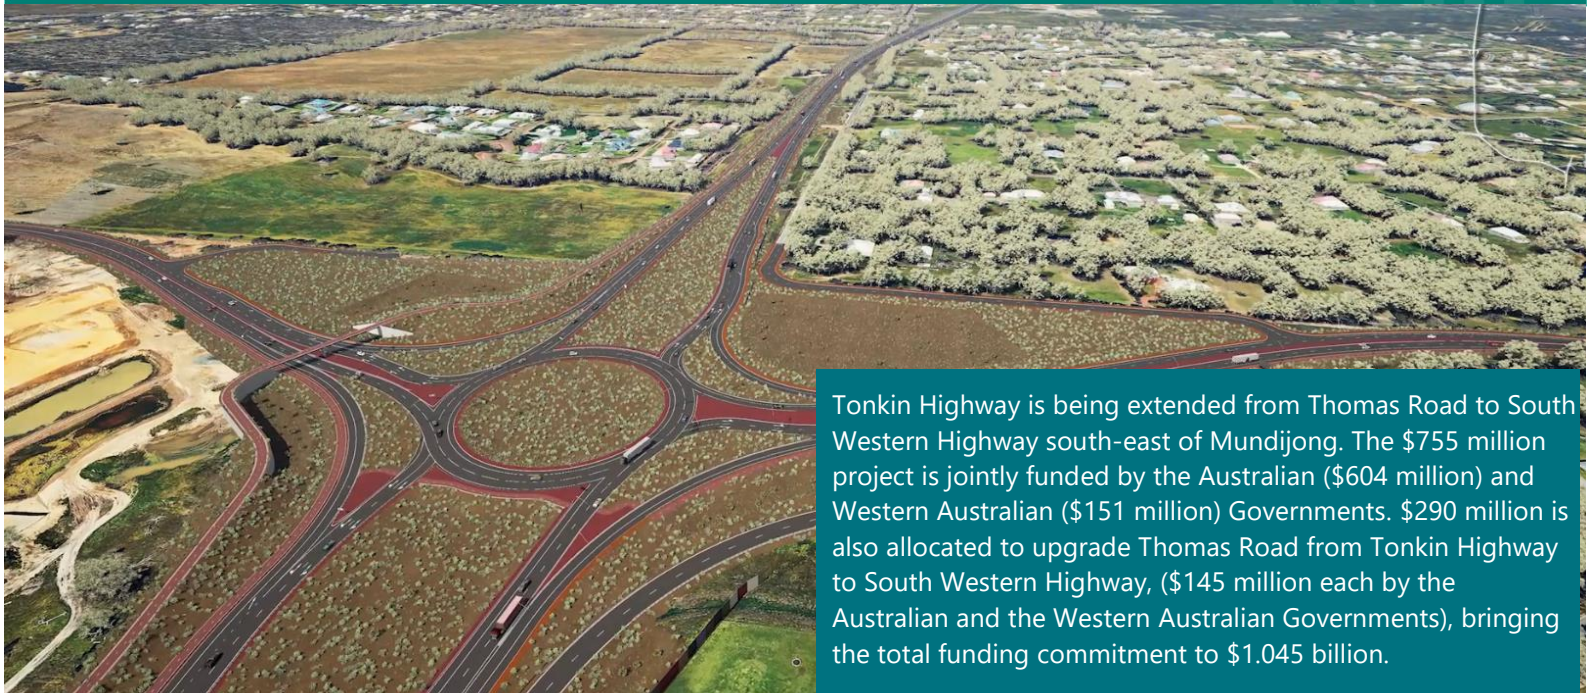 Tonkin Highway is being extended from Thomas Road to South
Western Highway south-east of Mundijong. The $755 million
project is jointly funded by the Australian ($604 million) and
Western Australian ($151 million) Governments. $290 million is
also allocated to upgrade Thomas Road from Tonkin Highway
to South Western Highway, ($145 million each by the
Australian and the Western Australian Governments), bringing
the total funding commitment to $1.045 billion.